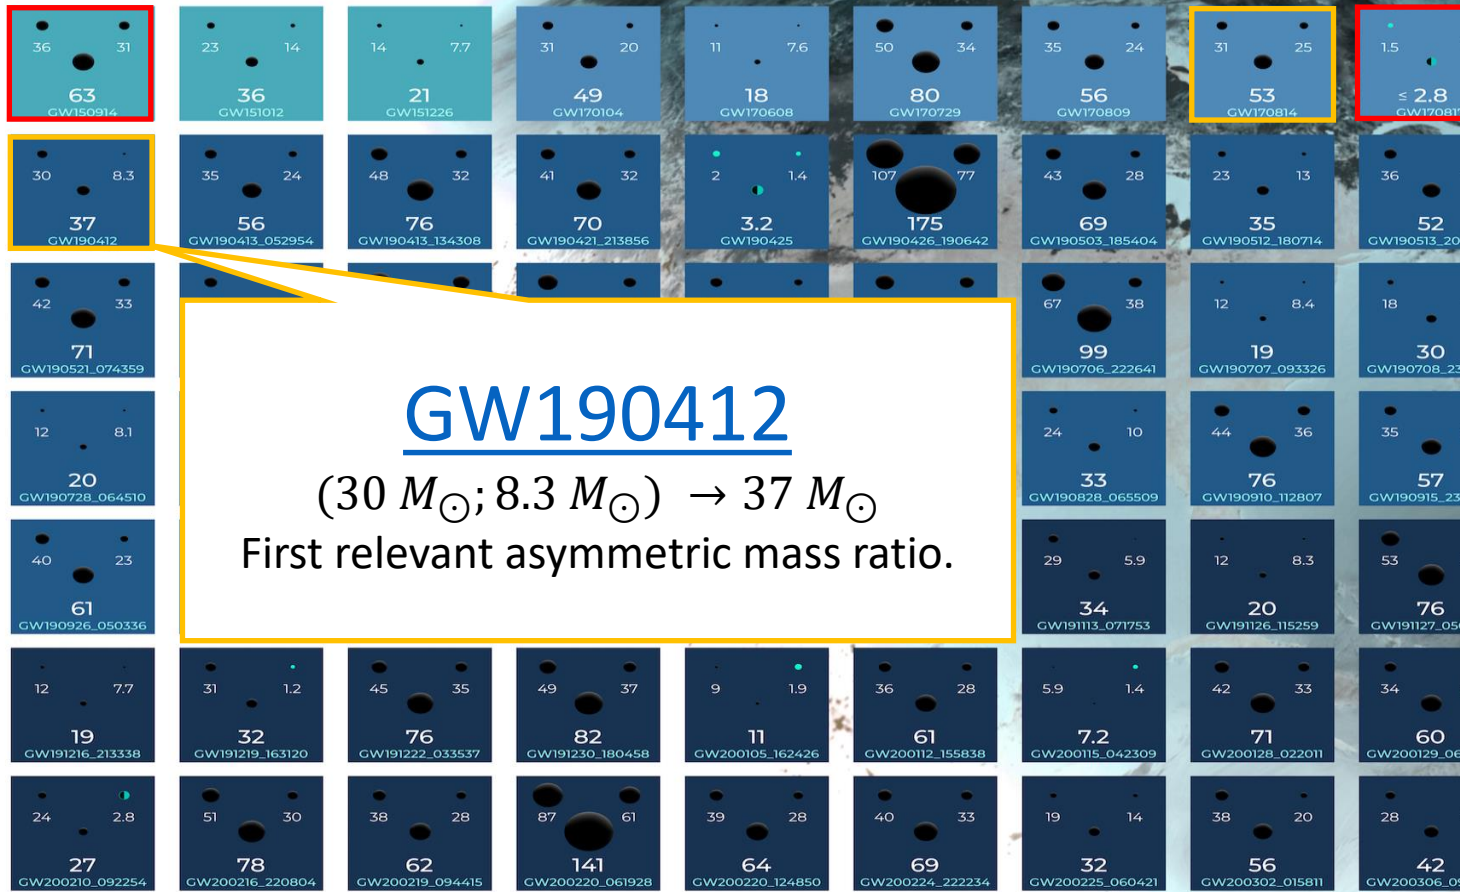 36 31
63
GW150914
23 14
36
GW151012
14 7.7
21
GW151226
31 20
49
GW170104
11 7.6
18
GW170608
50 34
80
GW170729
35 24
56
GW170809
31 25
53
GW170814
1.5
≤ 2.8
30 8.3
37
GW190412
35 24
56
GW190413_052954
48 32
76
GW190413_134308
41 32
70
GW190421_213856
2 1.4
3.2
GW190425
107 77
175
GW190426_190642
43 28
69
GW190503_185404
23 13
35
GW190512_180714
36
52
42 33
71
GW190521_074359
67 38
99
GW190706_222641
12 8.4
19
GW190707_093326
18
30
GW190412
(30 M☉; 8.3 M☉) → 37 M☉
First relevant asymmetric mass ratio.
12 8.1
20
GW190728_064510
24 10
33
GW190828_065509
44 36
76
GW190910_112807
35
57
40 23
61
GW190926_050336
29 5.9
34
GW191113_071753
12 8.3
20
GW191126_115259
53
76
12 7.7
19
GW191216_213338
31 1.2
32
GW191219_163120
45 35
76
GW191222_033537
49 37
82
GW191230_180458
9 1.9
11
GW200105_162426
36 28
61
GW200112_155838
5.9 1.4
7.2
GW200115_042309
42 33
71
GW200128_022011
34
60
24 2.8
27
GW200210_092254
51 30
78
GW200216_220804
38 28
62
GW200219_094415
87 61
141
GW200220_061928
39 28
64
GW200220_124850
40 33
69
GW200224_222234
19 14
32
GW200225_060421
38 20
56
GW200302_015811
28
42